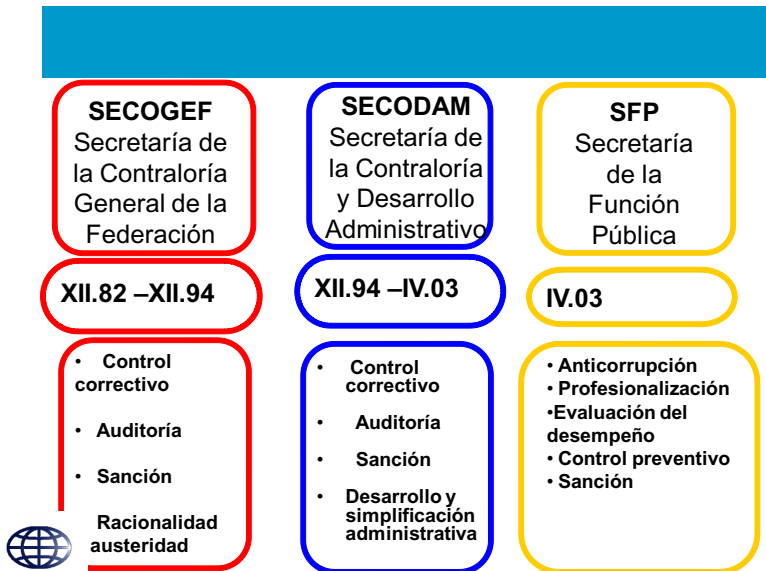 SECOGEF
Secretaría de
la Contraloría
General de la
Federación
XII.82 –XII.94
• Control
correctivo
• Auditoría
• Sanción
Racionalidad
austeridad
SECODAM
Secretaría de
la Contraloría
y Desarrollo
Administrativo
XII.94 –IV.03
• Control
correctivo
• Auditoría
• Sanción
• Desarrollo y
simplificación
administrativa
SFP
Secretaría
de la
Función
Pública
IV.03
• Anticorrupción
• Profesionalización
•Evaluación del
desempeño
• Control preventivo
• Sanción